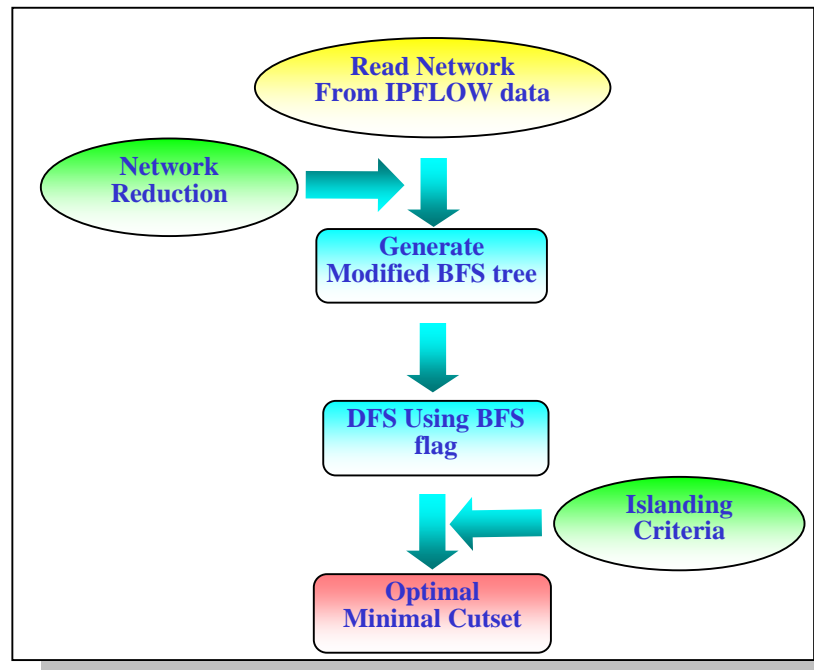 Read Network
From IPFLOW data
Network
Reduction
Generate
Modified BFS tree
DFS Using BFS
flag
Islanding
Criteria
Optimal
Minimal Cutset